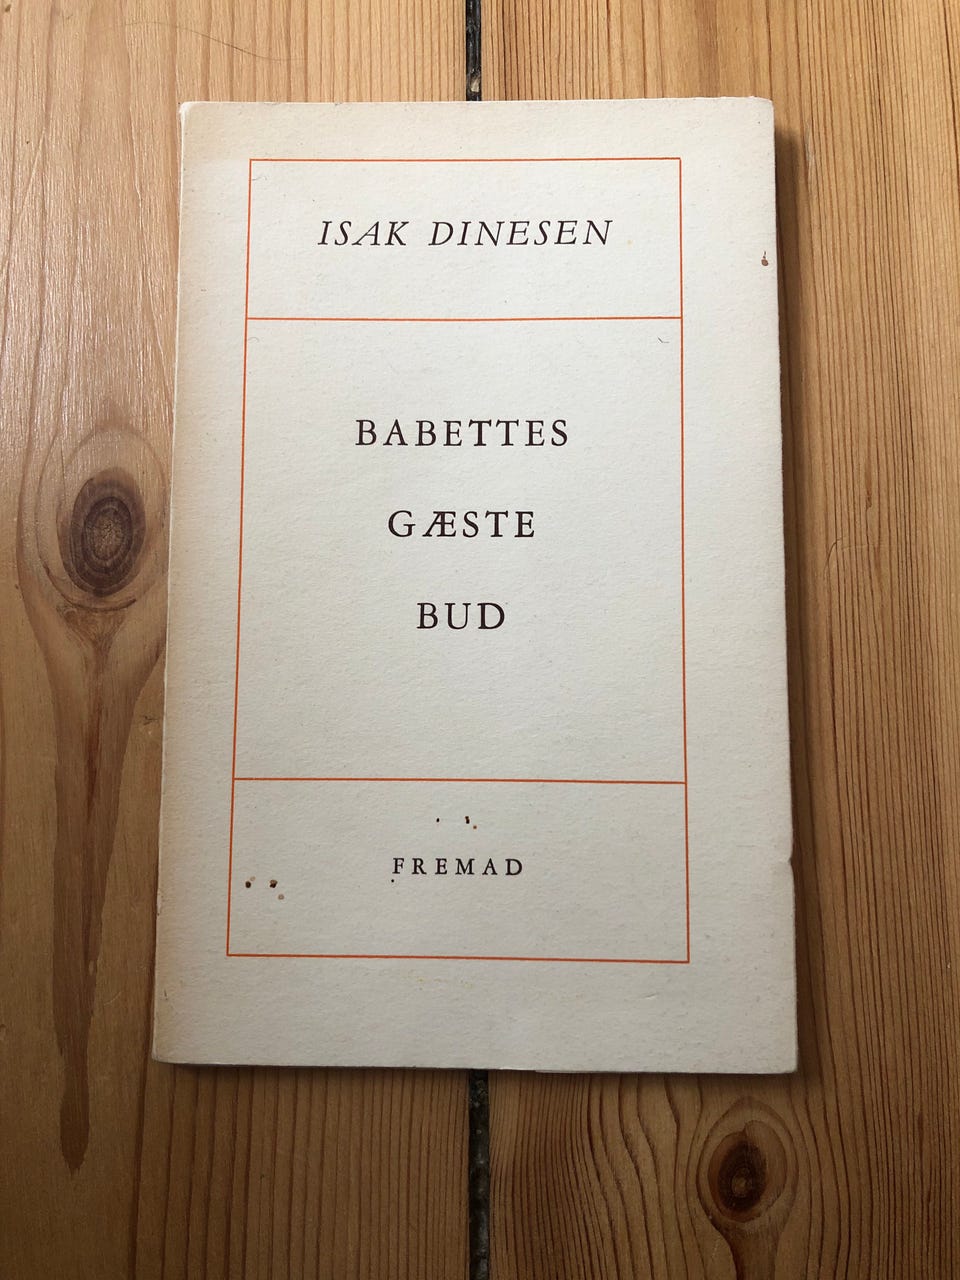 ISAK DINESEN
BABETTES
GÆSTE
BUD
FREMAD